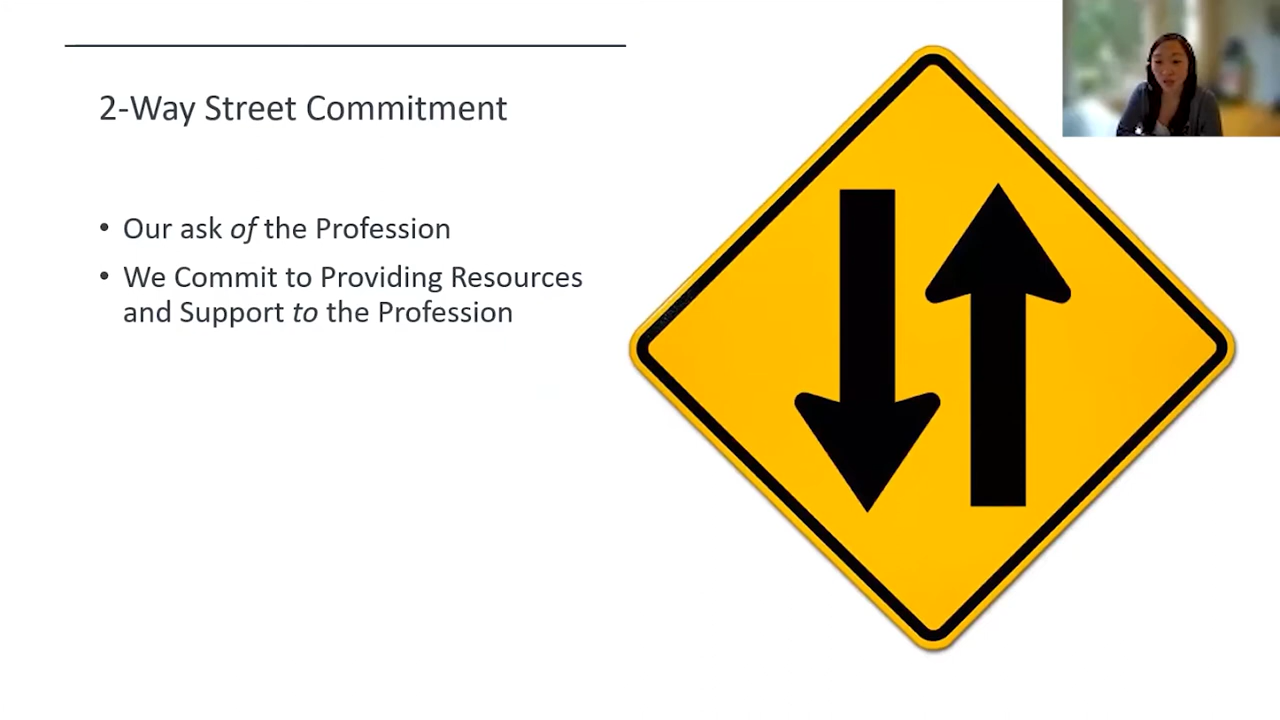 2-Way Street Commitment
• Our ask of the Profession
• We Commit to Providing Resources
and Support to the Profession